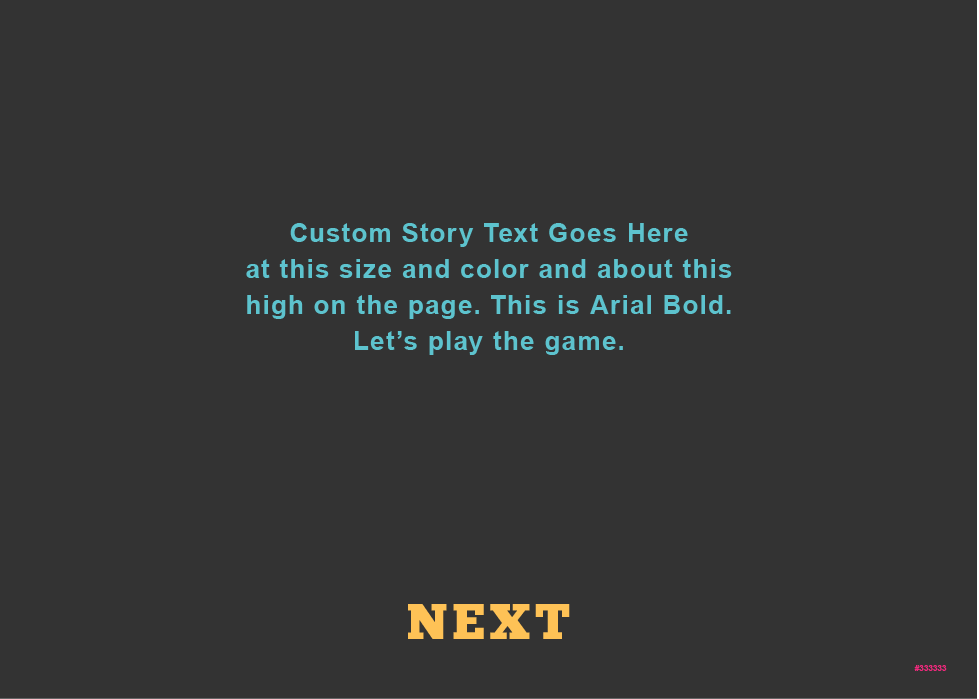 Custom Story Text Goes Here
at this size and color and about this
high on the page. This is Arial Bold.
Let’s play the game.
NEXT
#333333